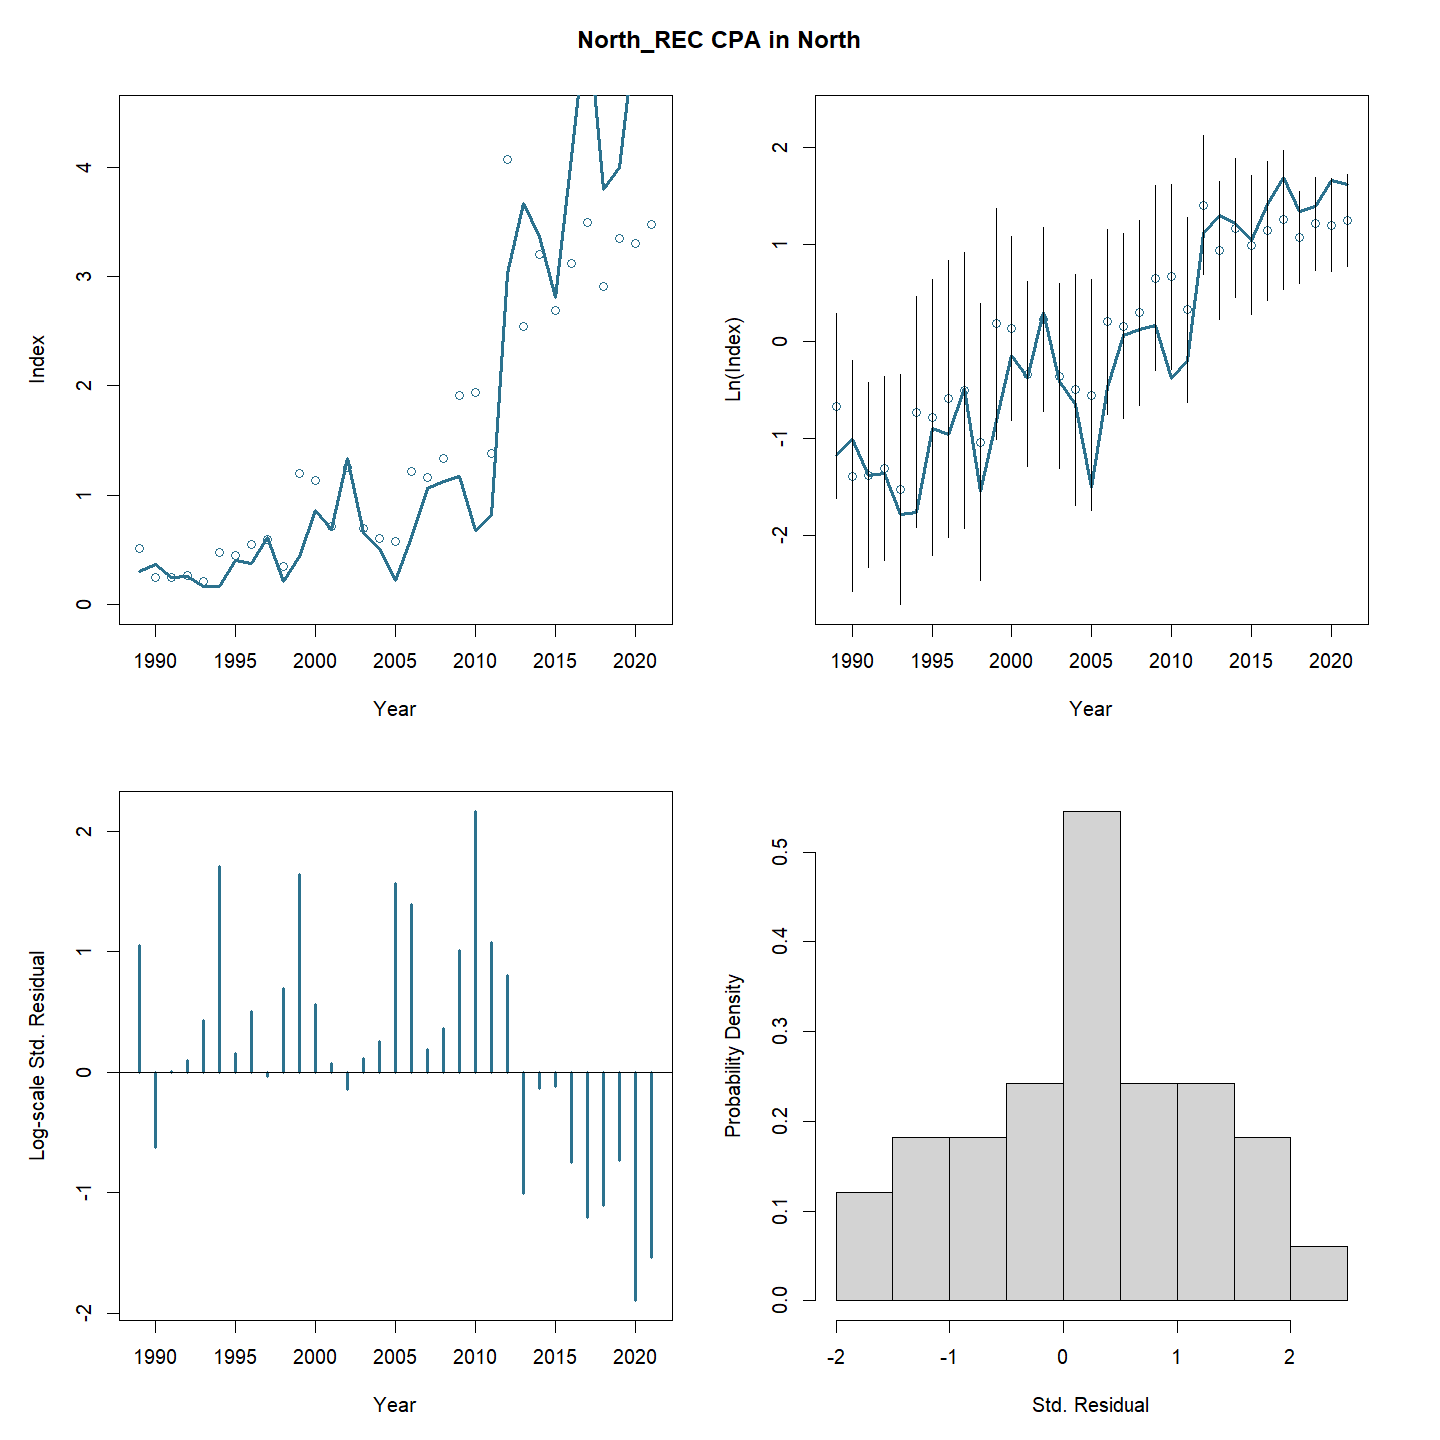 North_REC CPA in North
4
3
2
1
0
Index
1990 1995 2000 2005 2010 2015 2020
Year
2
1
0
-1
-2
Ln(Index)
1990 1995 2000 2005 2010 2015 2020
Year
2
1
0
-1
-2
Log-scale Std. Residual
1990 1995 2000 2005 2010 2015 2020
Year
0.5
0.4
0.3
0.2
0.1
0.0
Probability Density
-2 -1 0 1 2
Std. Residual